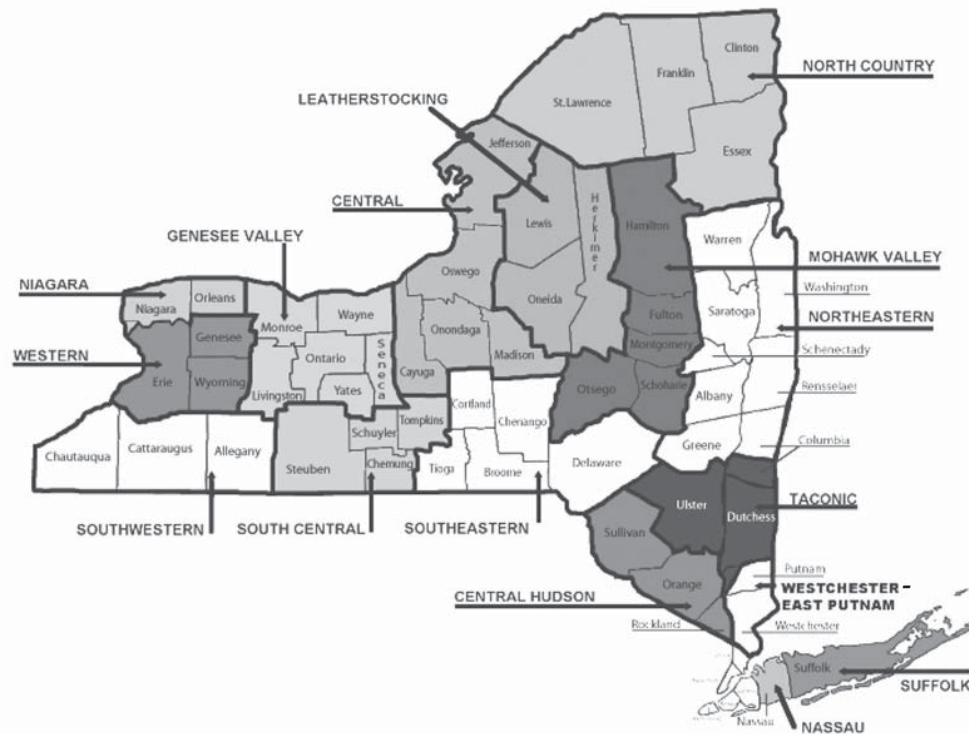 Clinton
Franklin
NORTH COUNTRY
St. Lawrence
LEATHERSTOCKING
Jefferson
Essex
CENTRAL
Lewis
Herkimer
Hamilton
GENESEE VALLEY
Warren
MOHAWK VALLEY
Oswego
NIAGARA
Orleans
Oneida
Washington
Niagara
Wayne
Saratoga
Fulton
NORTHEASTERN
Monroe
Onondaga
Genesee
Montgomery
Schenectady
WESTERN
Ontario
Seneca
Madison
Erie
Wyoming
Cayuga
Otsego
Schoharie
Rensselaer
Livingston
Yates
Albany
Cortland
Tompkins
Chenango
Schuyler
Columbia
Greene
Chautauqua
Cattaraugus
Allegany
Delaware
Steuben
Chemung
Tioga
Broome
Ulster
TACONIC
Dutchess
SOUTHWESTERN
SOUTH CENTRAL
SOUTHEASTERN
Sullivan
Putnam
Orange
WESTCHESTER -
EAST PUTNAM
CENTRAL HUDSON
Rockland
Westchester
Suffolk
SUFFOLK
Nassau
NASSAU